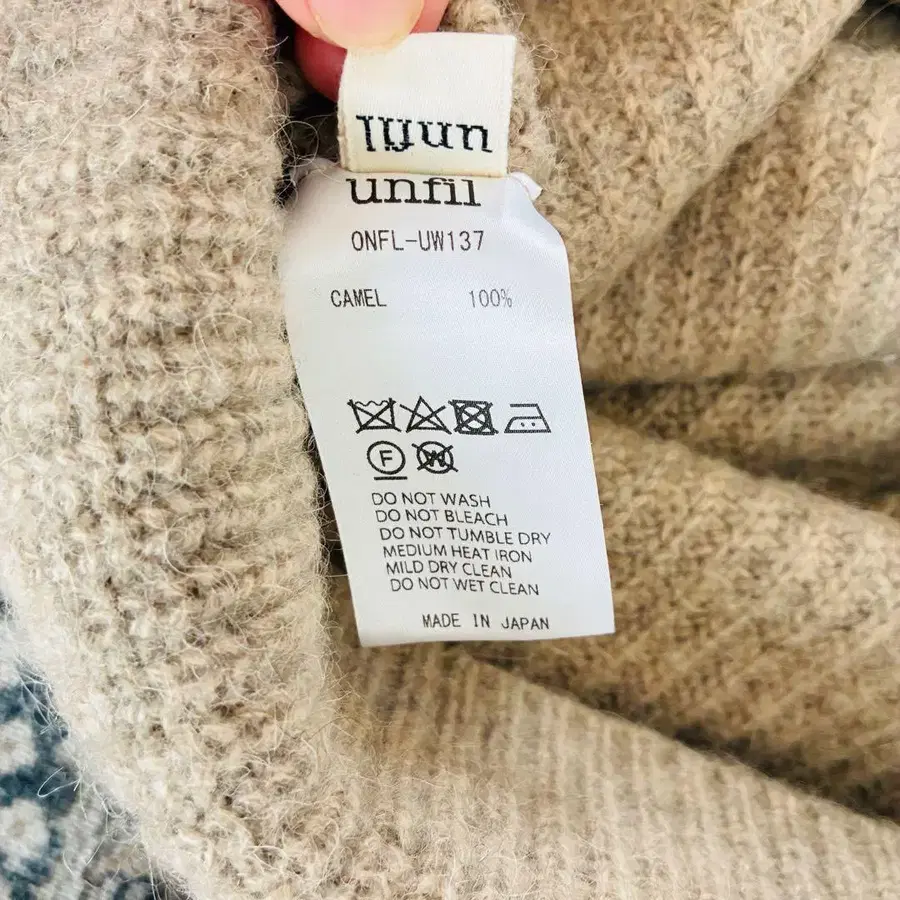 unfil
unfil
ONFL-UW137
CAMEL 100%
F
W
DO NOT WASH
DO NOT BLEACH
DO NOT TUMBLE DRY
MEDIUM HEAT IRON
MILD DRY CLEAN
DO NOT WET CLEAN
MADE IN JAPAN